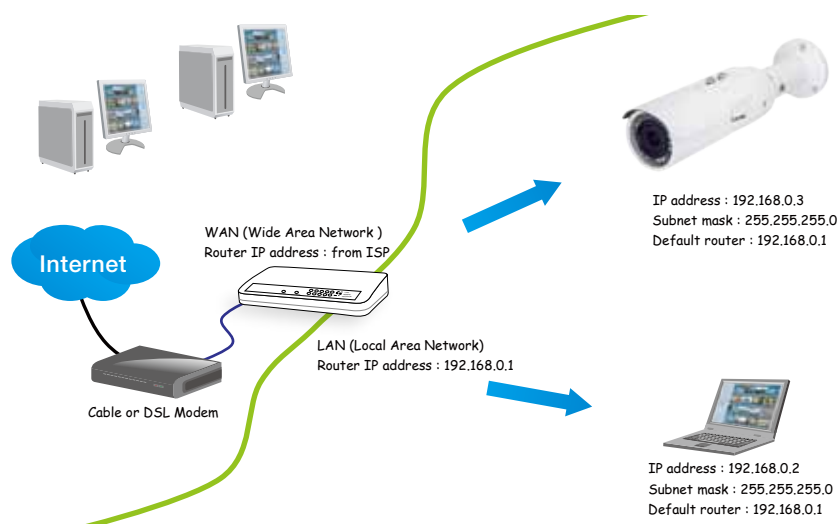 IP address : 192.168.0.3
Subnet mask : 255.255.255.0
Default router : 192.168.0.1
WAN (Wide Area Network )
Router IP address : from ISP
Internet
LAN (Local Area Network)
Router IP address : 192.168.0.1
Cable or DSL Modem
IP address : 192.168.0.2
Subnet mask : 255.255.255.0
Default router : 192.168.0.1